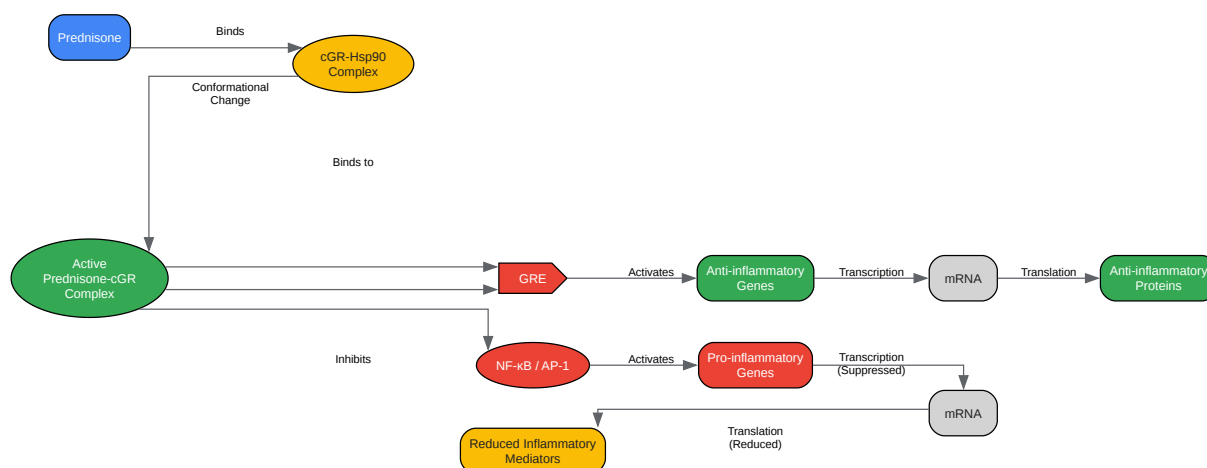 Prednisone
Binds
cGR-Hsp90
Complex
Conformational
Change
Binds to
Active
Prednisone-cGR
Complex
GRE
Activates
Anti-inflammatory
Genes
Transcription
mRNA
Translation
Anti-inflammatory
Proteins
Inhibits
NF-κB / AP-1
Activates
Pro-inflammatory
Genes
Transcription
(Suppressed)
mRNA
Translation
(Reduced)
Reduced Inflammatory
Mediators